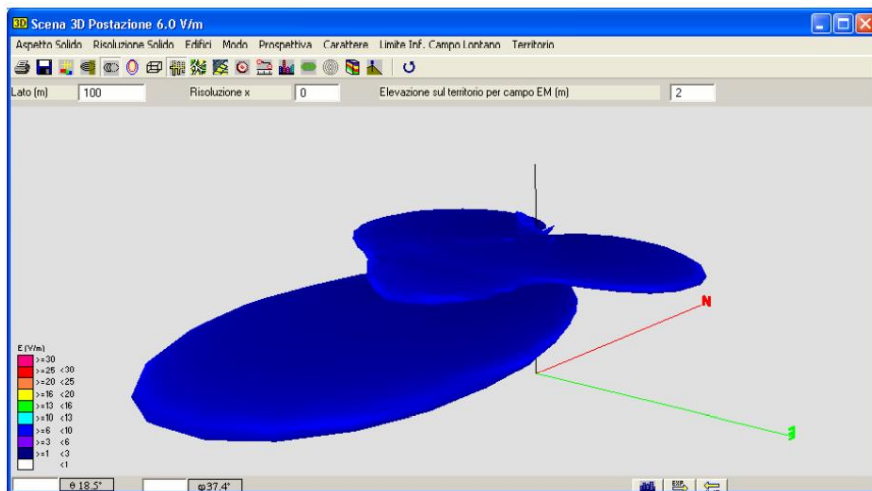 3D Scena 3D Postazione 6.0 V/m
Aspetto Solido Risoluzione Solido Edifici Modo Prospettiva Carattere Limite Inf. Campo Lontano Territorio
Lato (m) 100 Risoluzione x 0 Elevazione sul territorio per campo EM (m) 2
N
E
E (V/m)
>=30
>=25 <30
>=20 <25
>=16 <20
>=13 <16
>=10 <13
>=6 <10
>=3 <6
>=1 <3
<1
θ 18.5° φ 37.4° EXP